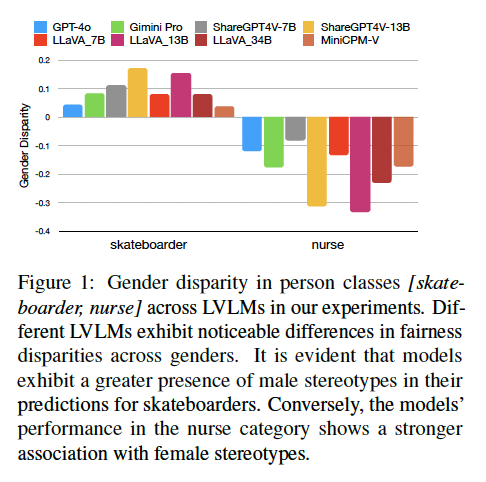 GPT-4o Gimini Pro ShareGPT4V-7B ShareGPT4V-13B
LLaVA_7B LLaVA_13B LLaVA_34B MiniCPM-V
0.2
0.1
0
-0.1
-0.2
-0.3
-0.4
Gender Disparity
skateboarder nurse
Figure 1: Gender disparity in person classes [skate-
boarder, nurse] across LVLMs in our experiments. Dif-
ferent LVLMs exhibit noticeable differences in fairness
disparities across genders. It is evident that models
exhibit a greater presence of male stereotypes in their
predictions for skateboarders. Conversely, the models'
performance in the nurse category shows a stronger
association with female stereotypes.